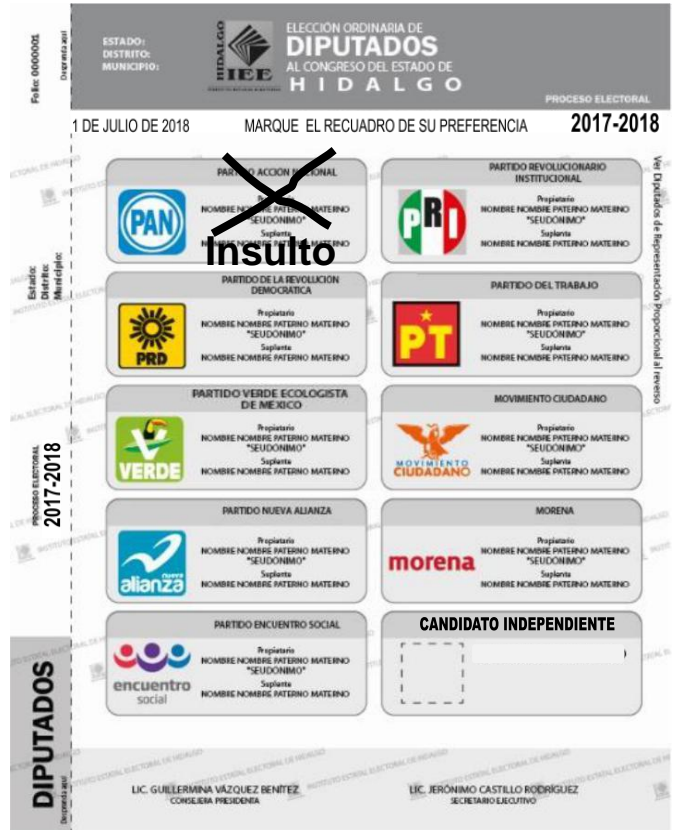 Folio: 0000001
Desprenda aquí
ESTADO:
DISTRITO:
MUNICIPIO:
HIDALGO
IEE
ELECCIÓN ORDINARIA DE
DIPUTADOS
AL CONGRESO DEL ESTADO DE
HIDALGO
PROCESO ELECTORAL
1 DE JULIO DE 2018
MARQUE EL RECUADRO DE SU PREFERENCIA
2017-2018
PARTIDO ACCIÓN NACIONAL
PAN
NOMBRE NOMBRE PATERNO MATERNO
"SEUDONIMO"
Suplente
NOMBRE NOMBRE PATERNO MATERNO
Insulto
PARTIDO REVOLUCIONARIO
INSTITUCIONAL
PRI
Propietario
NOMBRE NOMBRE PATERNO MATERNO
"SEUDONIMO"
Suplente
NOMBRE NOMBRE PATERNO MATERNO
PARTIDO DE LA REVOLUCIÓN
DEMOCRÁTICA
PRD
Propietario
NOMBRE NOMBRE PATERNO MATERNO
"SEUDONIMO"
Suplente
NOMBRE NOMBRE PATERNO MATERNO
PARTIDO DEL TRABAJO
PT
Propietario
NOMBRE NOMBRE PATERNO MATERNO
"SEUDONIMO"
Suplente
NOMBRE NOMBRE PATERNO MATERNO
PARTIDO VERDE ECOLOGISTA
DE MEXICO
VERDE
Propietario
NOMBRE NOMBRE PATERNO MATERNO
"SEUDONIMO"
Suplente
NOMBRE NOMBRE PATERNO MATERNO
MOVIMIENTO CIUDADANO
MOVIMIENTO
CIUDADANO
Propietario
NOMBRE NOMBRE PATERNO MATERNO
"SEUDONIMO"
Suplente
NOMBRE NOMBRE PATERNO MATERNO
PARTIDO NUEVA ALIANZA
nueva
alianza
Propietario
NOMBRE NOMBRE PATERNO MATERNO
"SEUDONIMO"
Suplente
NOMBRE NOMBRE PATERNO MATERNO
MORENA
morena
Propietario
NOMBRE NOMBRE PATERNO MATERNO
"SEUDONIMO"
Suplente
NOMBRE NOMBRE PATERNO MATERNO
PARTIDO ENCUENTRO SOCIAL
encuentro
social
Propietario
NOMBRE NOMBRE PATERNO MATERNO
"SEUDONIMO"
Suplente
NOMBRE NOMBRE PATERNO MATERNO
CANDIDATO INDEPENDIENTE
Ver Diputados de Representación Proporcional al reverso
Estado:
Distrito:
Municipio:
PROCESO ELECTORAL
2017-2018
DIPUTADOS
Desprenda aquí
LIC. GUILLERMINA VÁZQUEZ BENÍTEZ
CONSEJERA PRESIDENTA
LIC. JERÓNIMO CASTILLO RODRÍGUEZ
SECRETARIO EJECUTIVO